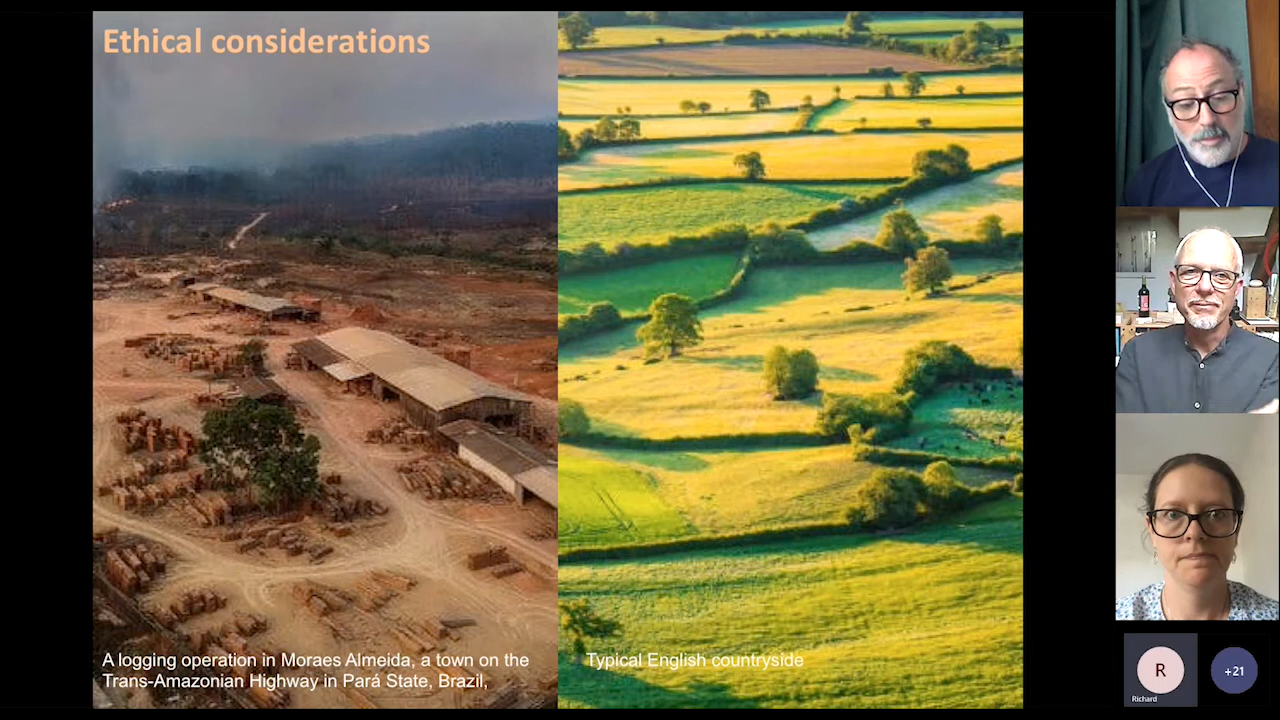 Ethical considerations
A logging operation in Moraes Almeida, a town on the
Trans-Amazonian Highway in Pará State, Brazil,
Typical English countryside
R
Richard
+21